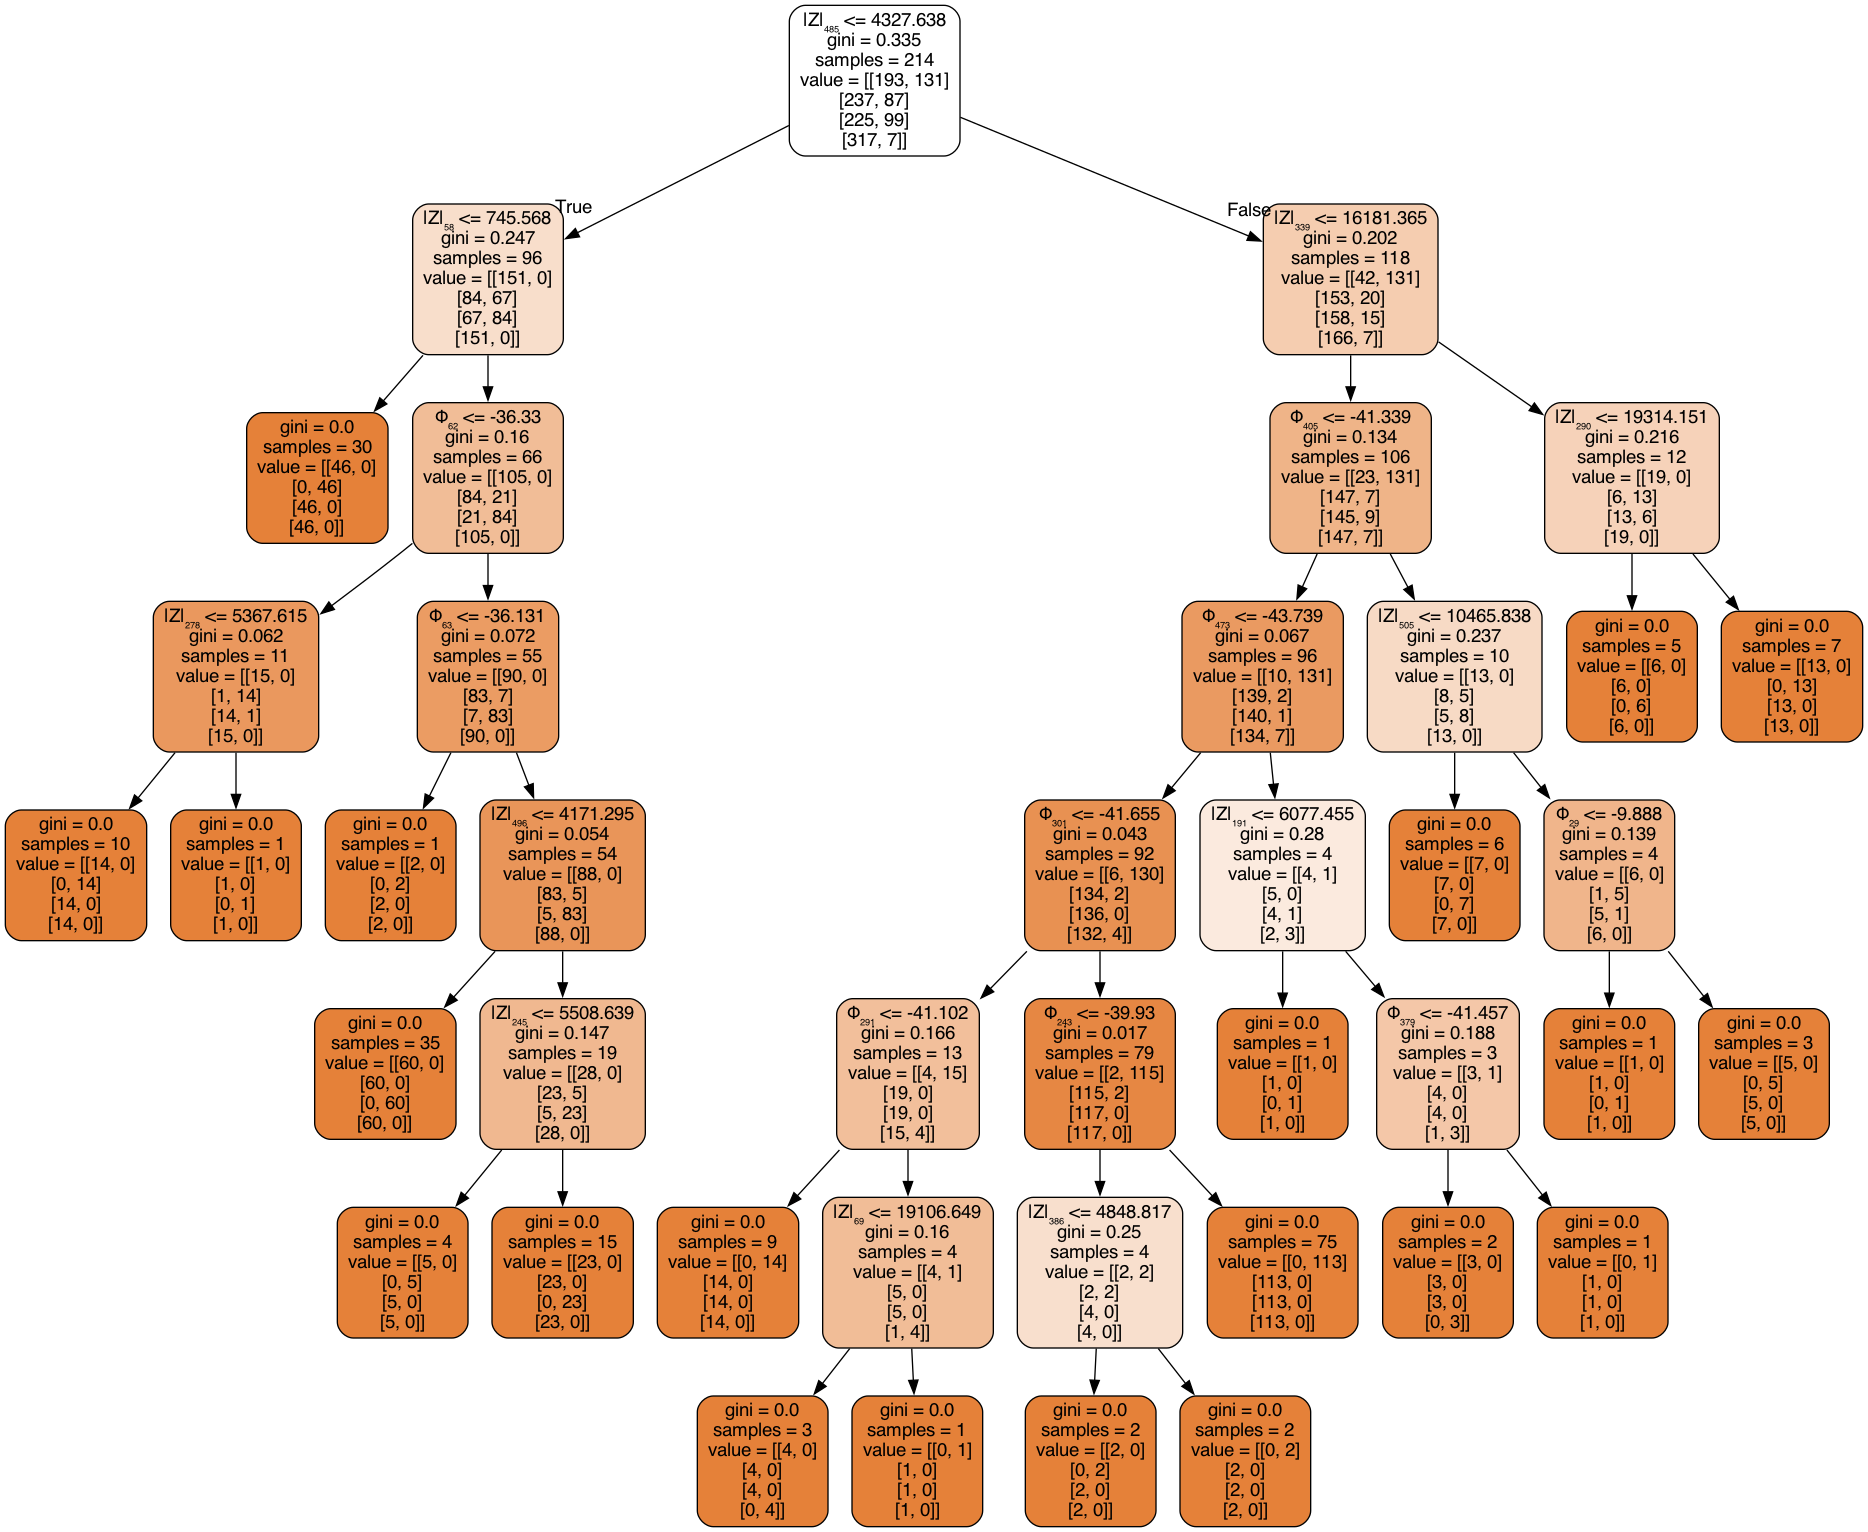 |Z|₄₈₅ <= 4327.638
gini = 0.335
samples = 214
value = [[193, 131]
[237, 87]
[225, 99]
[317, 7]]
True
False
|Z|₅₈ <= 745.568
gini = 0.247
samples = 96
value = [[151, 0]
[84, 67]
[67, 84]
[151, 0]]
|Z|₃₃₉ <= 16181.365
gini = 0.202
samples = 118
value = [[42, 131]
[153, 20]
[158, 15]
[166, 7]]
gini = 0.0
samples = 30
value = [[46, 0]
[0, 46]
[46, 0]
[46, 0]]
Φ₆₂ <= -36.33
gini = 0.16
samples = 66
value = [[105, 0]
[84, 21]
[21, 84]
[105, 0]]
Φ₄₀₅ <= -41.339
gini = 0.134
samples = 106
value = [[23, 131]
[147, 7]
[145, 9]
[147, 7]]
|Z|₂₉₀ <= 19314.151
gini = 0.216
samples = 12
value = [[19, 0]
[6, 13]
[13, 6]
[19, 0]]
|Z|₂₇₈ <= 5367.615
gini = 0.062
samples = 11
value = [[15, 0]
[1, 14]
[14, 1]
[15, 0]]
Φ₆₃ <= -36.131
gini = 0.072
samples = 55
value = [[90, 0]
[83, 7]
[7, 83]
[90, 0]]
Φ₄₇₃ <= -43.739
gini = 0.067
samples = 96
value = [[10, 131]
[139, 2]
[140, 1]
[134, 7]]
|Z|₅₀₅ <= 10465.838
gini = 0.237
samples = 10
value = [[13, 0]
[8, 5]
[5, 8]
[13, 0]]
gini = 0.0
samples = 5
value = [[6, 0]
[6, 0]
[0, 6]
[6, 0]]
gini = 0.0
samples = 7
value = [[13, 0]
[0, 13]
[13, 0]
[13, 0]]
gini = 0.0
samples = 10
value = [[14, 0]
[0, 14]
[14, 0]
[14, 0]]
gini = 0.0
samples = 1
value = [[1, 0]
[1, 0]
[0, 1]
[1, 0]]
gini = 0.0
samples = 1
value = [[2, 0]
[0, 2]
[2, 0]
[2, 0]]
|Z|₄₉₆ <= 4171.295
gini = 0.054
samples = 54
value = [[88, 0]
[83, 5]
[5, 83]
[88, 0]]
Φ₃₀₁ <= -41.655
gini = 0.043
samples = 92
value = [[6, 130]
[134, 2]
[136, 0]
[132, 4]]
|Z|₁₉₁ <= 6077.455
gini = 0.28
samples = 4
value = [[4, 1]
[5, 0]
[4, 1]
[2, 3]]
gini = 0.0
samples = 6
value = [[7, 0]
[7, 0]
[0, 7]
[7, 0]]
Φ₂₉ <= -9.888
gini = 0.139
samples = 4
value = [[6, 0]
[1, 5]
[5, 1]
[6, 0]]
gini = 0.0
samples = 35
value = [[60, 0]
[60, 0]
[0, 60]
[60, 0]]
|Z|₂₄₅ <= 5508.639
gini = 0.147
samples = 19
value = [[28, 0]
[23, 5]
[5, 23]
[28, 0]]
Φ₂₉₁ <= -41.102
gini = 0.166
samples = 13
value = [[4, 15]
[19, 0]
[19, 0]
[15, 4]]
Φ₂₄₃ <= -39.93
gini = 0.017
samples = 79
value = [[2, 115]
[115, 2]
[117, 0]
[117, 0]]
gini = 0.0
samples = 1
value = [[1, 0]
[1, 0]
[0, 1]
[1, 0]]
Φ₃₇₉ <= -41.457
gini = 0.188
samples = 3
value = [[3, 1]
[4, 0]
[4, 0]
[1, 3]]
gini = 0.0
samples = 1
value = [[1, 0]
[1, 0]
[0, 1]
[1, 0]]
gini = 0.0
samples = 3
value = [[5, 0]
[0, 5]
[5, 0]
[5, 0]]
gini = 0.0
samples = 4
value = [[5, 0]
[0, 5]
[5, 0]
[5, 0]]
gini = 0.0
samples = 15
value = [[23, 0]
[23, 0]
[0, 23]
[23, 0]]
gini = 0.0
samples = 9
value = [[0, 14]
[14, 0]
[14, 0]
[14, 0]]
|Z|₆₉ <= 19106.649
gini = 0.16
samples = 4
value = [[4, 1]
[5, 0]
[5, 0]
[1, 4]]
|Z|₃₈₆ <= 4848.817
gini = 0.25
samples = 4
value = [[2, 2]
[2, 2]
[4, 0]
[4, 0]]
gini = 0.0
samples = 75
value = [[0, 113]
[113, 0]
[113, 0]
[113, 0]]
gini = 0.0
samples = 2
value = [[3, 0]
[3, 0]
[3, 0]
[0, 3]]
gini = 0.0
samples = 1
value = [[0, 1]
[1, 0]
[1, 0]
[1, 0]]
gini = 0.0
samples = 3
value = [[4, 0]
[4, 0]
[4, 0]
[0, 4]]
gini = 0.0
samples = 1
value = [[0, 1]
[1, 0]
[1, 0]
[1, 0]]
gini = 0.0
samples = 2
value = [[2, 0]
[0, 2]
[2, 0]
[2, 0]]
gini = 0.0
samples = 2
value = [[0, 2]
[2, 0]
[2, 0]
[2, 0]]